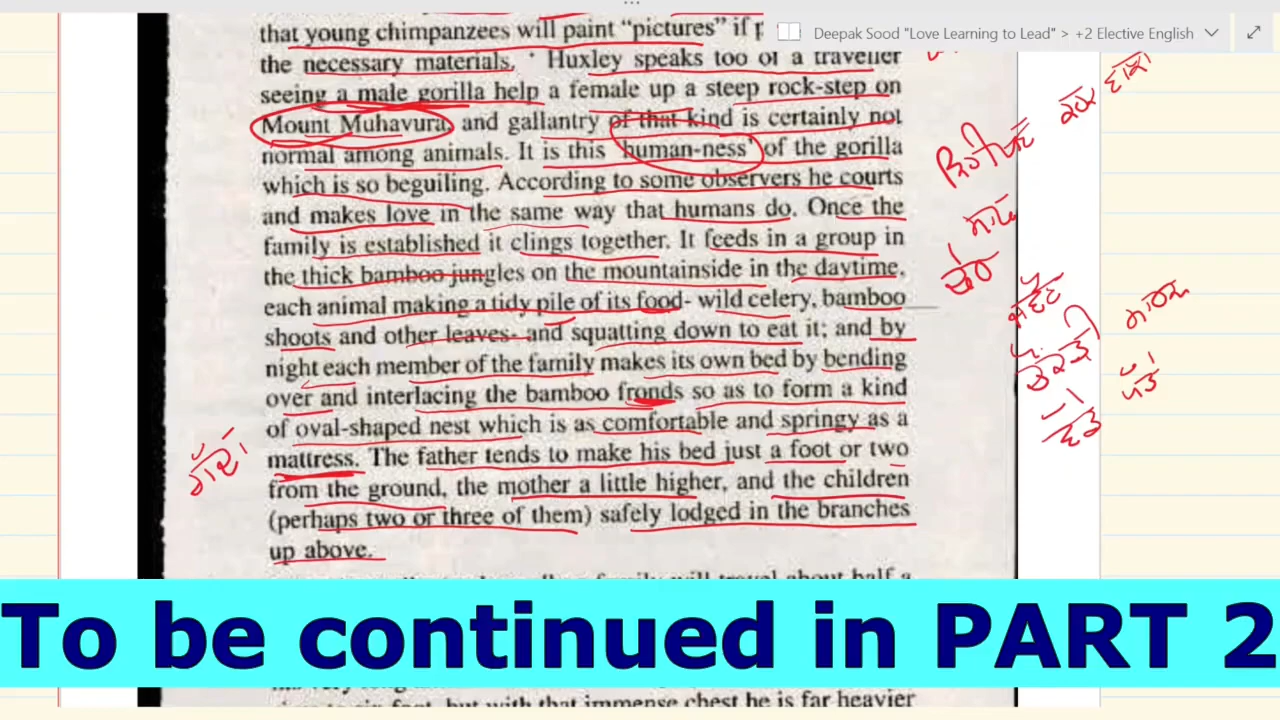 Deepak Sood "Love Learning to Lead" > +2 Elective English
that young chimpanzees will paint “pictures” if
the necessary materials. Huxley speaks too of a traveller
seeing a male gorilla help a female up a steep rock-step on
Mount Muhavura, and gallantry of that kind is certainly not
normal among animals. It is this 'human-ness' of the gorilla
which is so beguiling. According to some observers he courts
and makes love in the same way that humans do. Once the
family is established it clings together. It feeds in a group in
the thick bamboo jungles on the mountainside in the daytime,
each animal making a tidy pile of its food- wild celery, bamboo
shoots and other leaves- and squatting down to eat it; and by
night each member of the family makes its own bed by bending
over and interlacing the bamboo fronds so as to form a kind
of oval-shaped nest which is as comfortable and springy as a
mattress. The father tends to make his bed just a foot or two
from the ground, the mother a little higher, and the children
(perhaps two or three of them) safely lodged in the branches
up above.
To be continued in PART 2
but with that immense chest he is far heavier